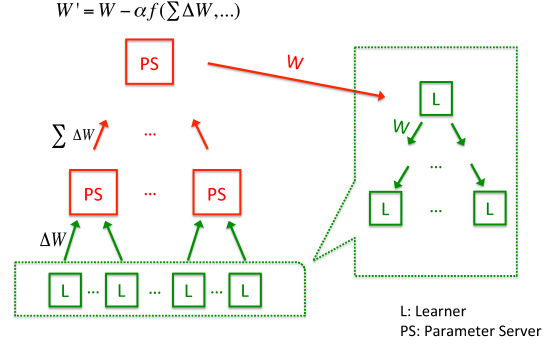 W' = W − αf(∑ΔW,...)
PS
W
L
W
∑ ΔW
...
...
PS
...
PS
L
...
L
ΔW
L
...
L
...
L
...
L
L: Learner
PS: Parameter Server